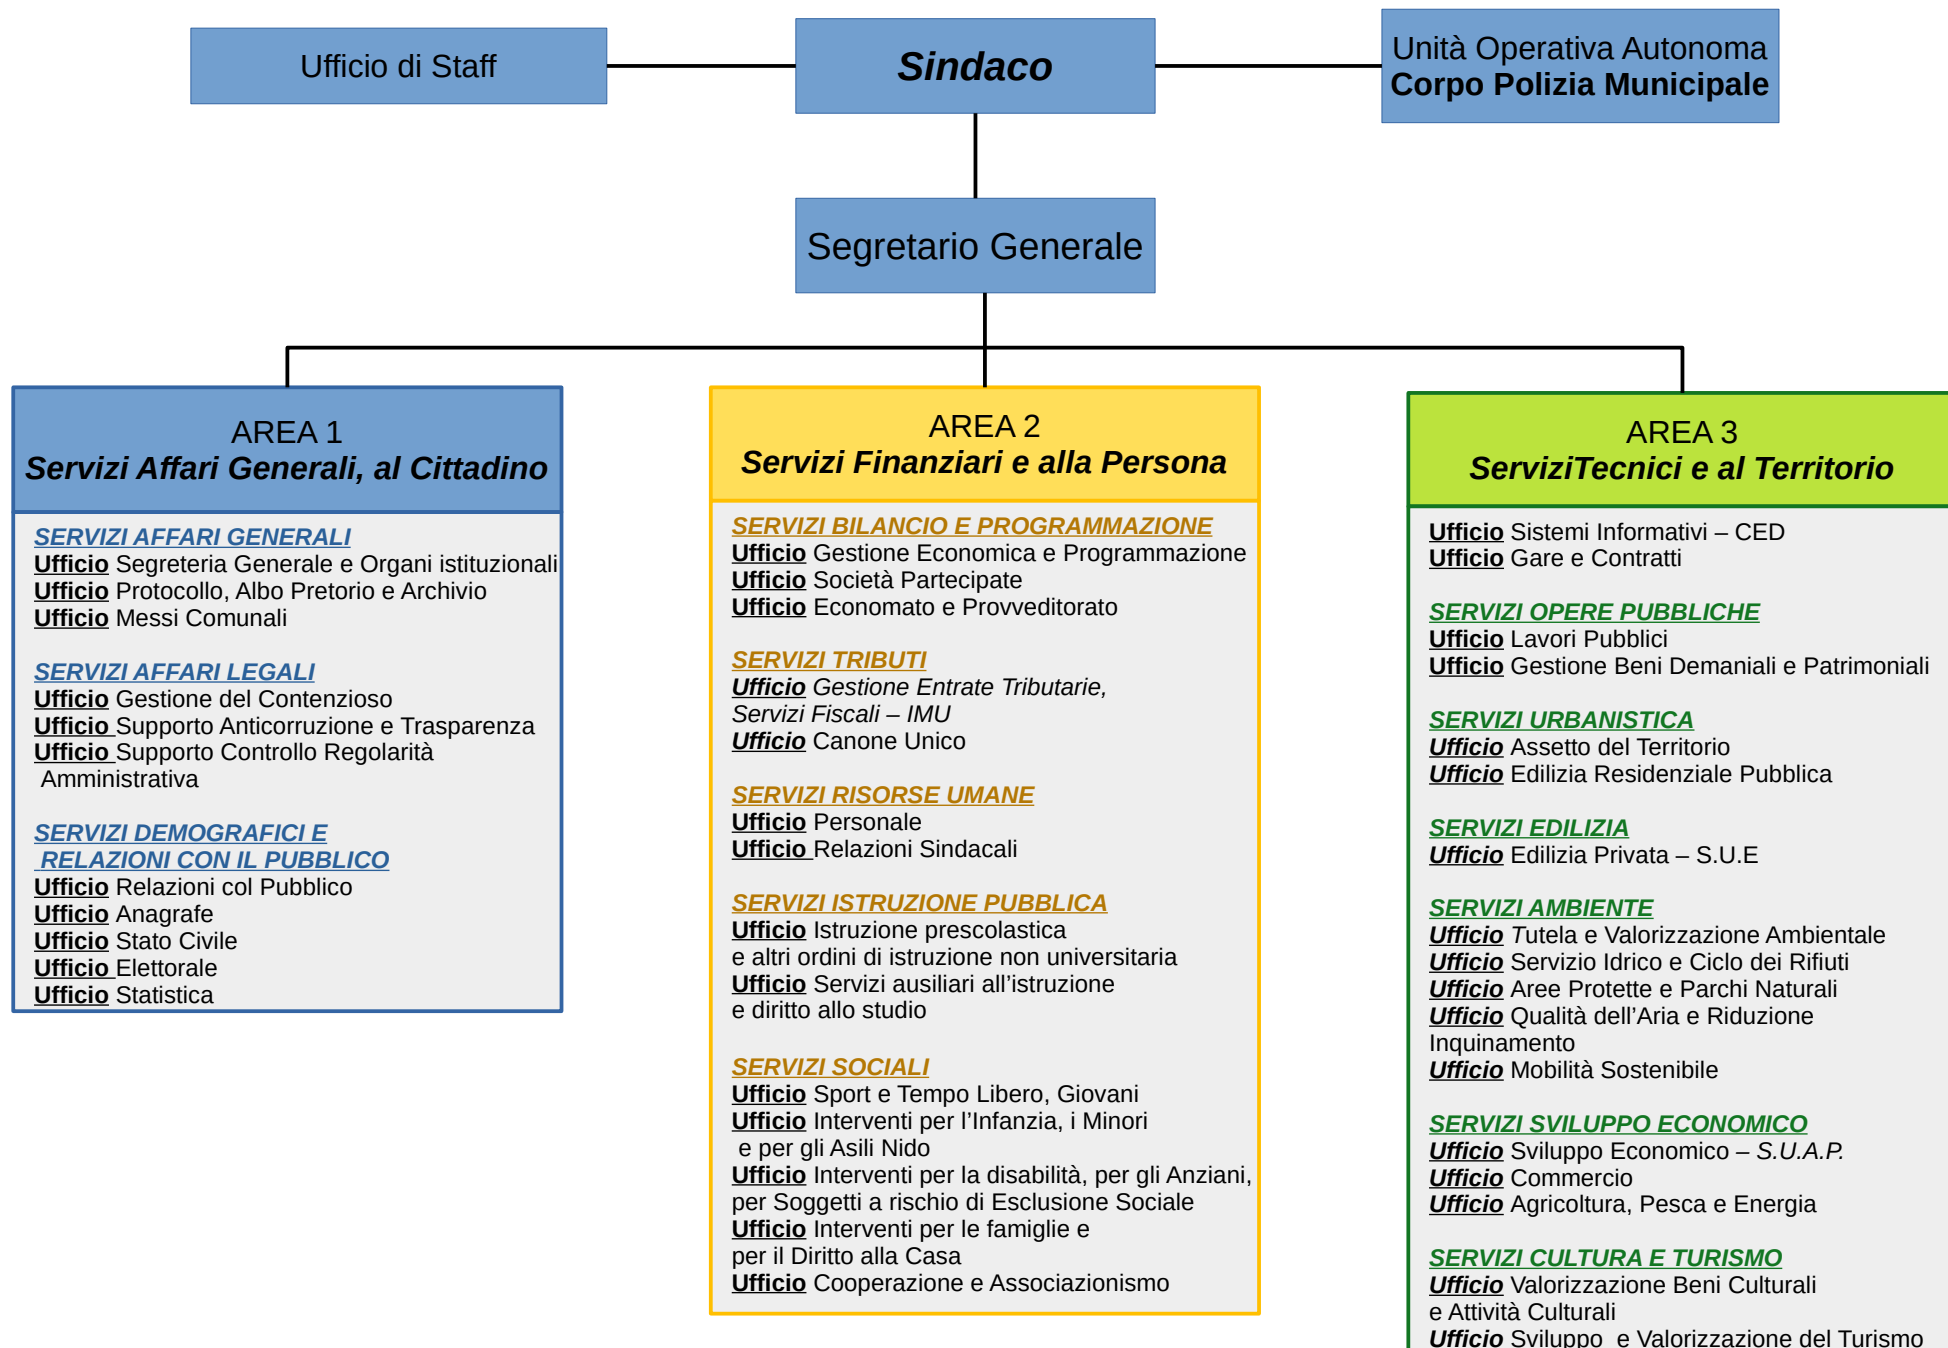 Ufficio di Staff
Sindaco
Unità Operativa Autonoma
Corpo Polizia Municipale
Segretario Generale
AREA 1
Servizi Affari Generali, al Cittadino
SERVIZI AFFARI GENERALI
Ufficio Segreteria Generale e Organi istituzionali
Ufficio Protocollo, Albo Pretorio e Archivio
Ufficio Messi Comunali
SERVIZI AFFARI LEGALI
Ufficio Gestione del Contenzioso
Ufficio Supporto Anticorruzione e Trasparenza
Ufficio Supporto Controllo Regolarità
Amministrativa
SERVIZI DEMOGRAFICI E
RELAZIONI CON IL PUBBLICO
Ufficio Relazioni col Pubblico
Ufficio Anagrafe
Ufficio Stato Civile
Ufficio Elettorale
Ufficio Statistica
AREA 2
Servizi Finanziari e alla Persona
SERVIZI BILANCIO E PROGRAMMAZIONE
Ufficio Gestione Economica e Programmazione
Ufficio Società Partecipate
Ufficio Economato e Provveditorato
SERVIZI TRIBUTI
Ufficio Gestione Entrate Tributarie,
Servizi Fiscali – IMU
Ufficio Canone Unico
SERVIZI RISORSE UMANE
Ufficio Personale
Ufficio Relazioni Sindacali
SERVIZI ISTRUZIONE PUBBLICA
Ufficio Istruzione prescolastica
e altri ordini di istruzione non universitaria
Ufficio Servizi ausiliari all’istruzione
e diritto allo studio
SERVIZI SOCIALI
Ufficio Sport e Tempo Libero, Giovani
Ufficio Interventi per l’Infanzia, i Minori
e per gli Asili Nido
Ufficio Interventi per la disabilità, per gli Anziani,
per Soggetti a rischio di Esclusione Sociale
Ufficio Interventi per le famiglie e
per il Diritto alla Casa
Ufficio Cooperazione e Associazionismo
AREA 3
ServiziTecnici e al Territorio
Ufficio Sistemi Informativi – CED
Ufficio Gare e Contratti
SERVIZI OPERE PUBBLICHE
Ufficio Lavori Pubblici
Ufficio Gestione Beni Demaniali e Patrimoniali
SERVIZI URBANISTICA
Ufficio Assetto del Territorio
Ufficio Edilizia Residenziale Pubblica
SERVIZI EDILIZIA
Ufficio Edilizia Privata – S.U.E
SERVIZI AMBIENTE
Ufficio Tutela e Valorizzazione Ambientale
Ufficio Servizio Idrico e Ciclo dei Rifiuti
Ufficio Aree Protette e Parchi Naturali
Ufficio Qualità dell’Aria e Riduzione
Inquinamento
Ufficio Mobilità Sostenibile
SERVIZI SVILUPPO ECONOMICO
Ufficio Sviluppo Economico – S.U.A.P.
Ufficio Commercio
Ufficio Agricoltura, Pesca e Energia
SERVIZI CULTURA E TURISMO
Ufficio Valorizzazione Beni Culturali
e Attività Culturali
Ufficio Sviluppo e Valorizzazione del Turismo